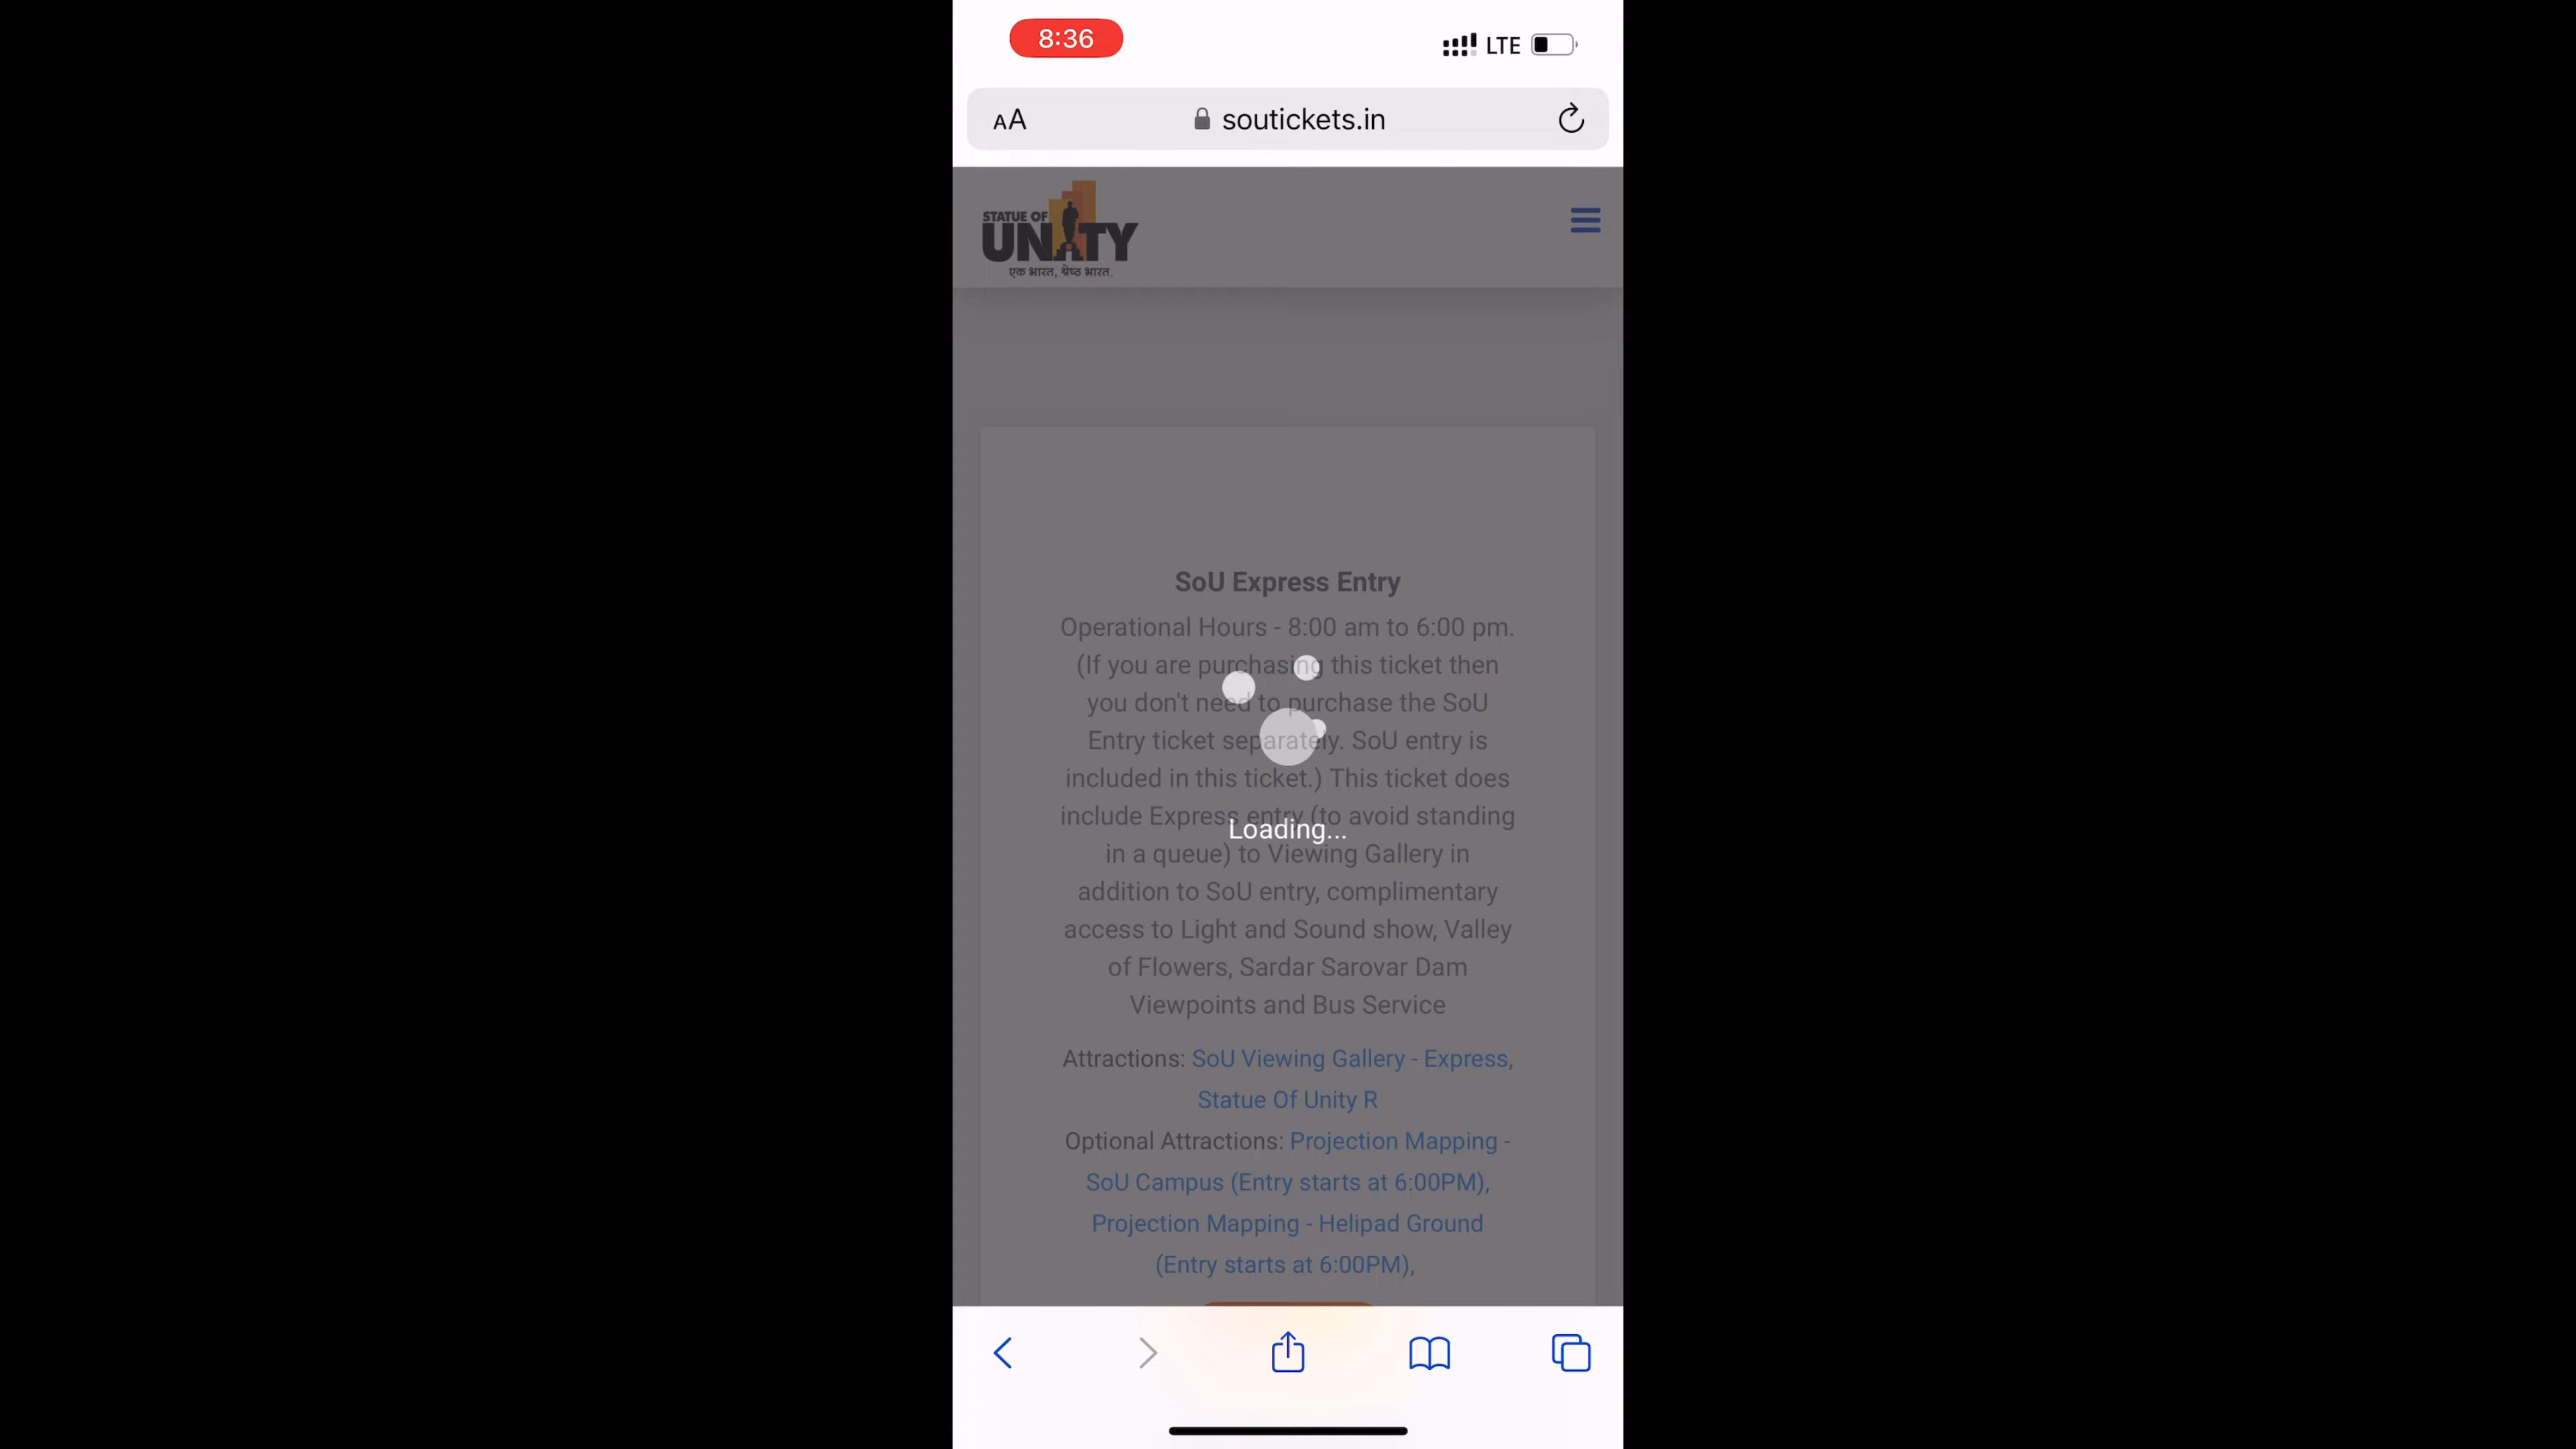 8:36
LTE
AA
soutickets.in
STATUE OF
UNITY
एक भारत, श्रेष्ठ भारत.
SoU Express Entry
Operational Hours - 8:00 am to 6:00 pm.
(If you are purchasing this ticket then
you don't need to purchase the SoU
Entry ticket separately. SoU entry is
included in this ticket.) This ticket does
include Express entry (to avoid standing
Loading...
in a queue) to Viewing Gallery in
addition to SoU entry, complimentary
access to Light and Sound show, Valley
of Flowers, Sardar Sarovar Dam
Viewpoints and Bus Service
Attractions: SoU Viewing Gallery - Express,
Statue Of Unity R
Optional Attractions: Projection Mapping -
SoU Campus (Entry starts at 6:00PM),
Projection Mapping - Helipad Ground
(Entry starts at 6:00PM),